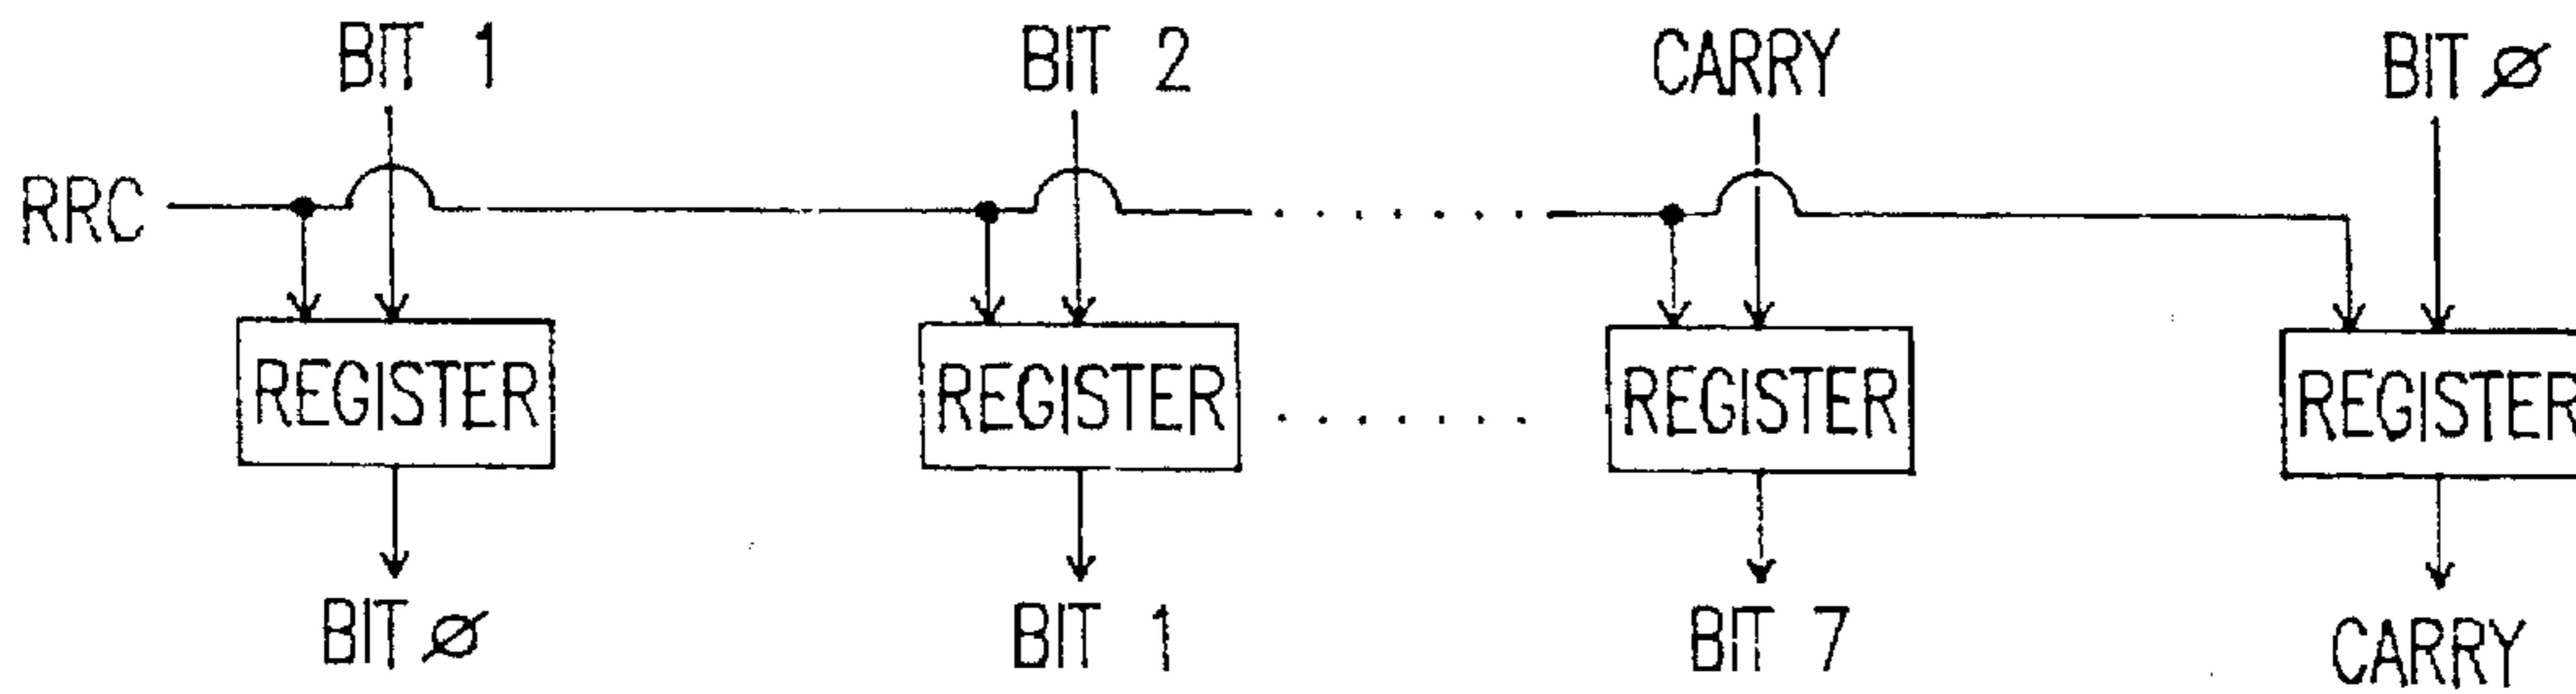 BIT 1 BIT 2 CARRY BIT Ø
RRC
REGISTER REGISTER REGISTER REGISTER
BIT Ø BIT 1 BIT 7 CARRY